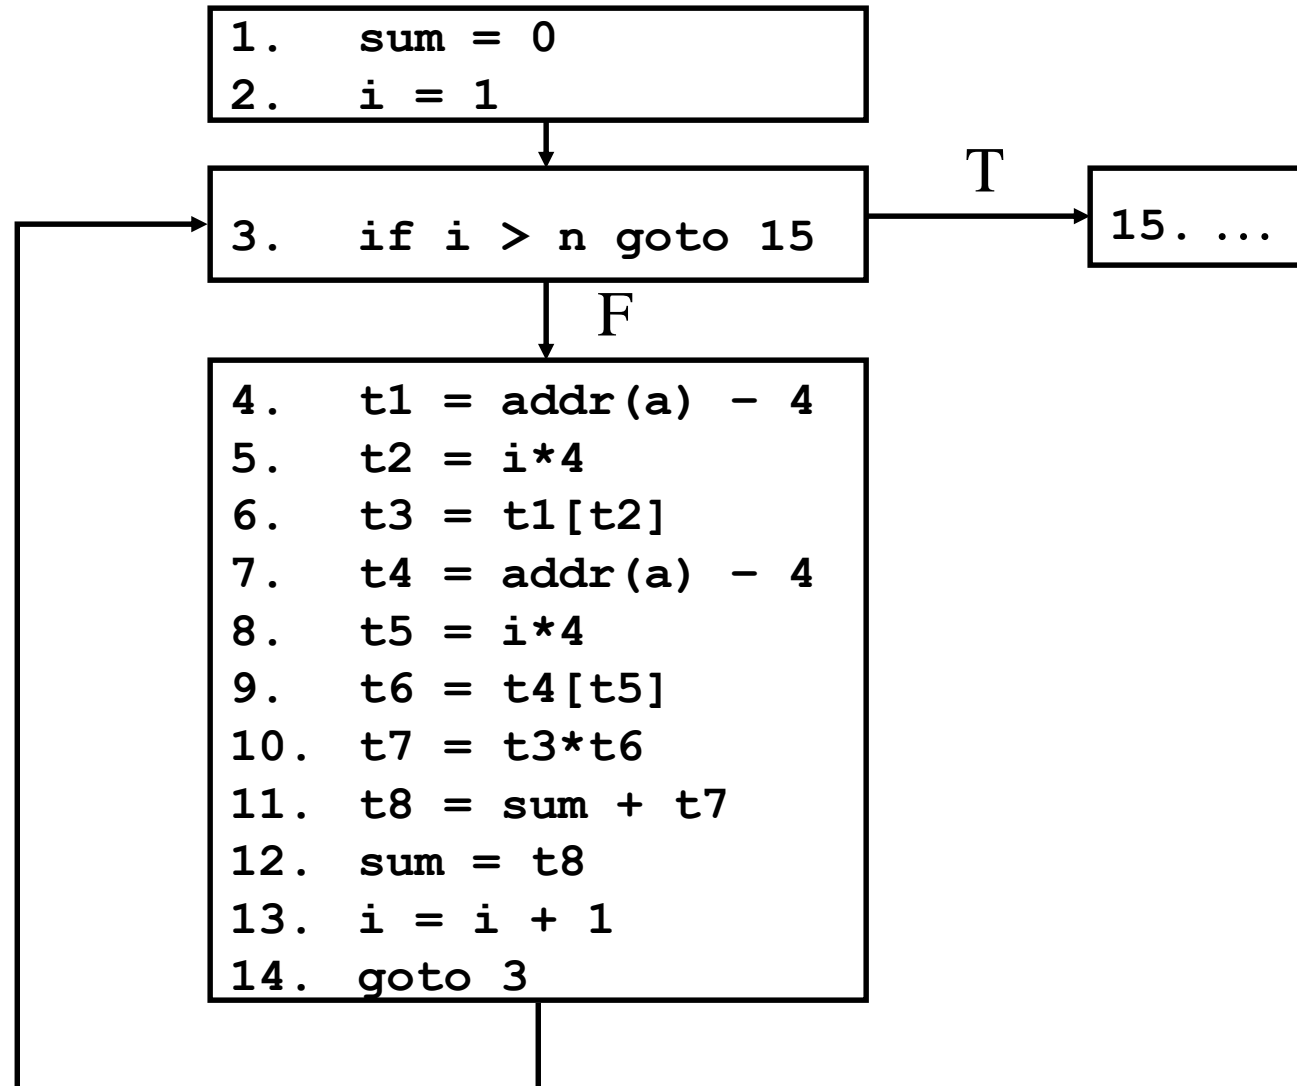 1. sum = 0
2. i = 1
T
3. if i > n goto 15
15. ...
F
4. t1 = addr(a) – 4
5. t2 = i*4
6. t3 = t1[t2]
7. t4 = addr(a) – 4
8. t5 = i*4
9. t6 = t4[t5]
10. t7 = t3*t6
11. t8 = sum + t7
12. sum = t8
13. i = i + 1
14. goto 3